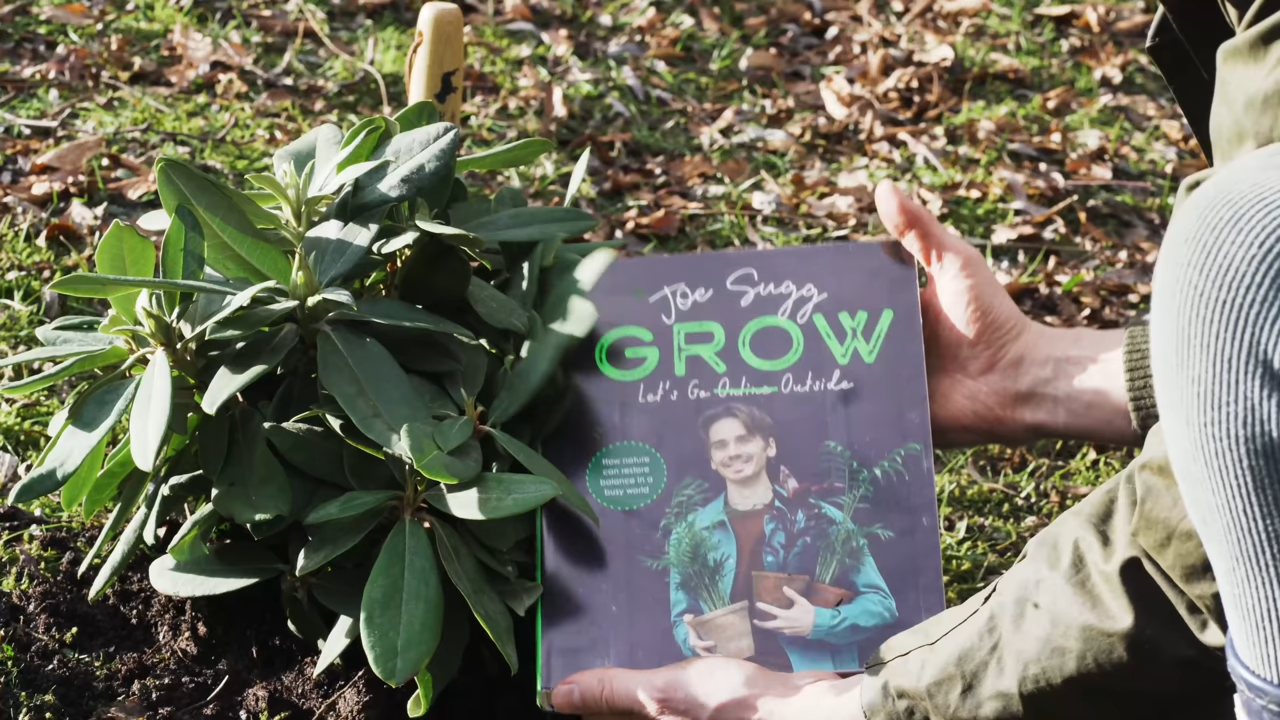 Joe Sugg
GROW
Let's Go Online Outside
How nature
can restore
balance in a
busy world